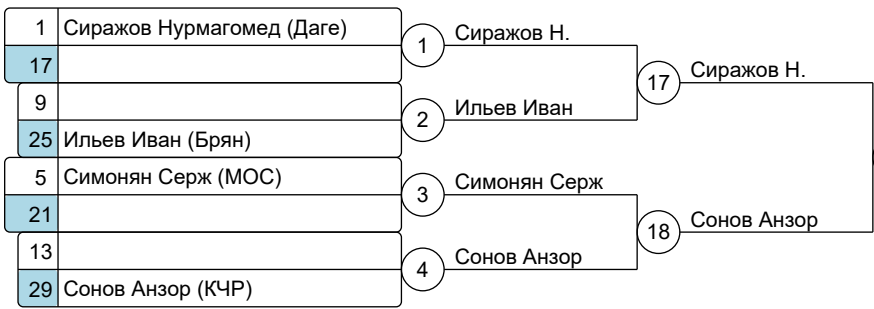 1 Сиражов Нурмагомед (Даге)
17
9
25 Ильев Иван (Брян)
5 Симонян Серж (МОС)
21
13
29 Сонов Анзор (КЧР)
1 Сиражов Н.
2 Ильев Иван
3 Симонян Серж
4 Сонов Анзор
17 Сиражов Н.
18 Сонов Анзор